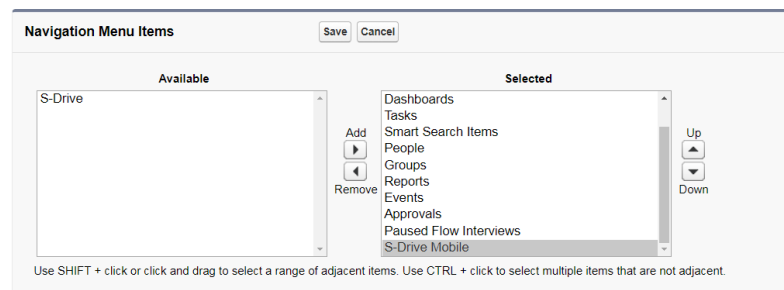 Navigation Menu Items Save Cancel
Available Selected
S-Drive Dashboards
Tasks
Add Smart Search Items Up
People
Groups
Remove Reports Down
Events
Approvals
Paused Flow Interviews
S-Drive Mobile
Use SHIFT + click or click and drag to select a range of adjacent items. Use CTRL + click to select multiple items that are not adjacent.